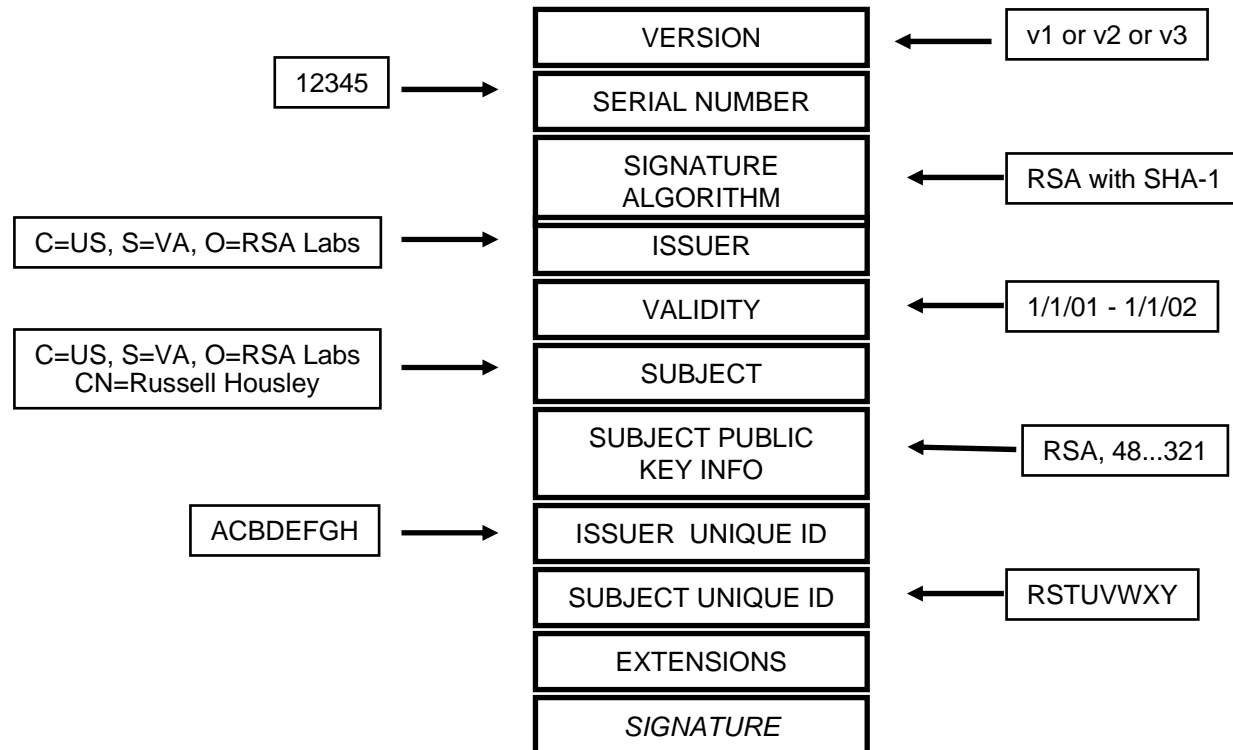 VERSION
v1 or v2 or v3
12345
SERIAL NUMBER
SIGNATURE
ALGORITHM
RSA with SHA-1
C=US, S=VA, O=RSA Labs
ISSUER
VALIDITY
1/1/01 - 1/1/02
C=US, S=VA, O=RSA Labs
CN=Russell Housley
SUBJECT
SUBJECT PUBLIC
KEY INFO
RSA, 48...321
ACBDEFGH
ISSUER  UNIQUE ID
SUBJECT UNIQUE ID
RSTUVWXY
EXTENSIONS
SIGNATURE